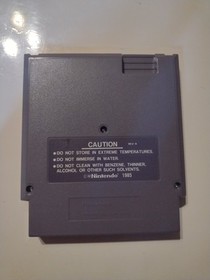 CAUTION
●DO NOT STORE IN EXTREME TEMPERATURES.
●DO NOT IMMERSE IN WATER.
●DO NOT CLEAN WITH BENZENE, THINNER,
ALCOHOL OR OTHER SUCH SOLVENTS.
©Nintendo 1985